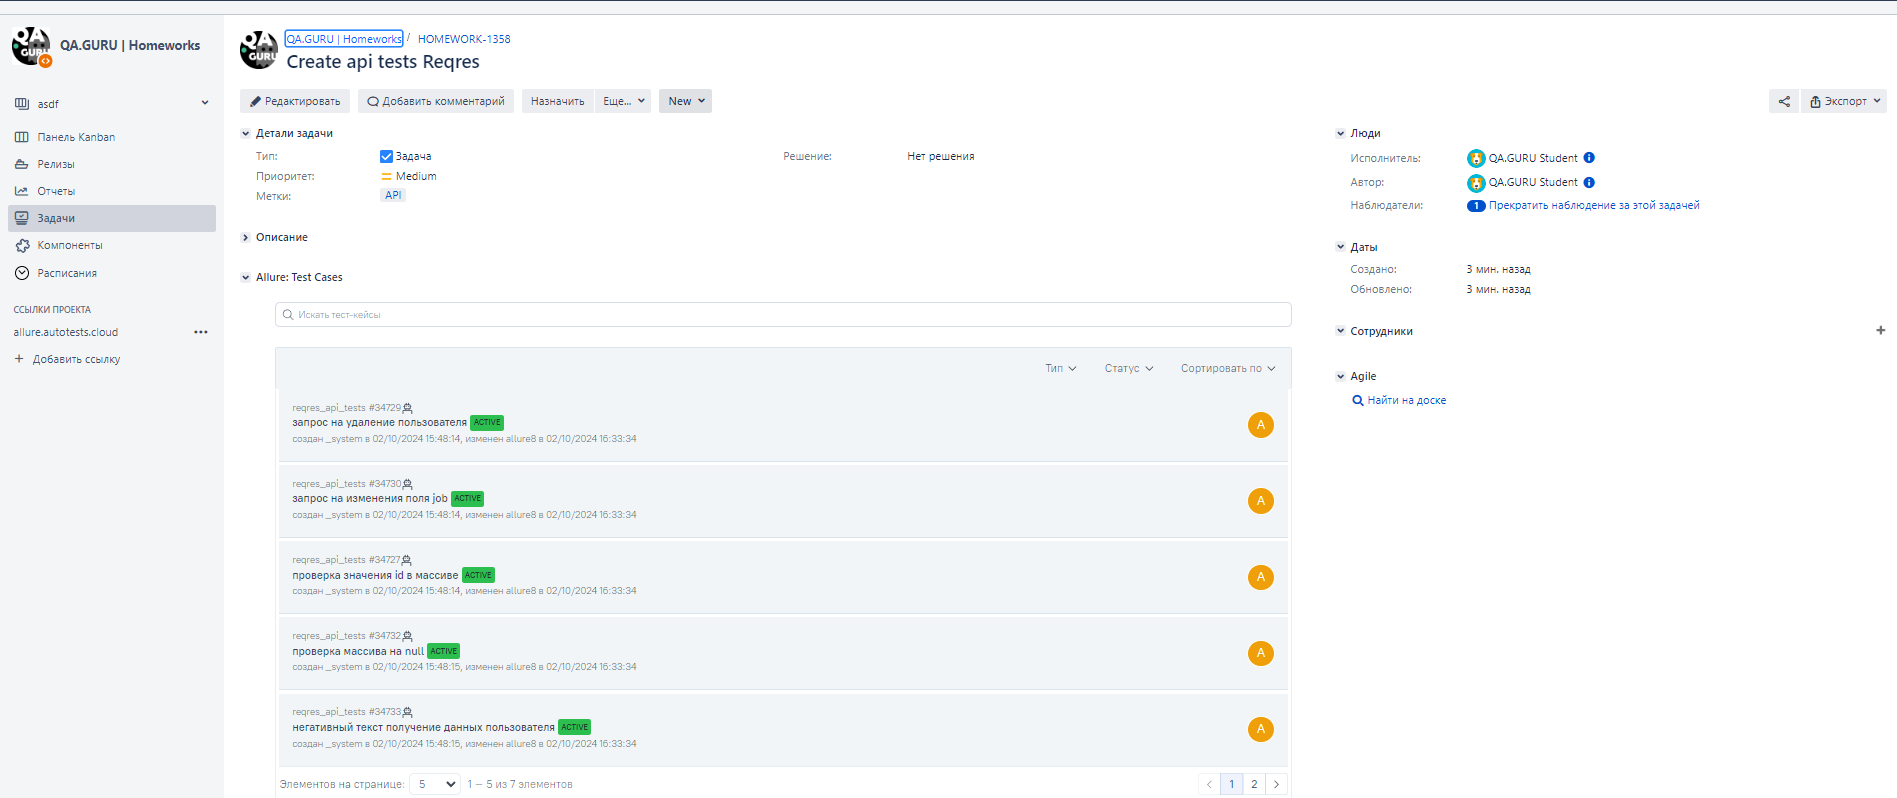 QA.GURU | Homeworks
asdf
Панель Kanban
Релизы
Отчеты
Задачи
Компоненты
Расписания
ССЫЛКИ ПРОЕКТА
allure.autotests.cloud
Добавить ссылку
QA GURU
QA.GURU | Homeworks / HOMEWORK-1358
Create api tests Reqres
Редактировать Добавить комментарий Назначить Еще... New Экспорт
Детали задачи
Тип: Задача Решение: Нет решения
Приоритет: Medium
Метки: API
Описание
Allure: Test Cases
Искать тест-кейсы
Тип Статус Сортировать по
reqres_api_tests #34729
запрос на удаление пользователя ACTIVE
создан _system в 02/10/2024 15:48:14, изменен allure8 в 02/10/2024 16:33:34
A
reqres_api_tests #34730
запрос на изменения поля job ACTIVE
создан _system в 02/10/2024 15:48:14, изменен allure8 в 02/10/2024 16:33:34
A
reqres_api_tests #34727
проверка значения id в массиве ACTIVE
создан _system в 02/10/2024 15:48:14, изменен allure8 в 02/10/2024 16:33:34
A
reqres_api_tests #34732
проверка массива на null ACTIVE
создан _system в 02/10/2024 15:48:15, изменен allure8 в 02/10/2024 16:33:34
A
reqres_api_tests #34733
негативный текст получение данных пользователя ACTIVE
создан _system в 02/10/2024 15:48:15, изменен allure8 в 02/10/2024 16:33:34
A
Элементов на странице: 5 1 — 5 из 7 элементов < 1 2 >
Люди
Исполнитель: QA.GURU Student
Автор: QA.GURU Student
Наблюдатели: 1 Прекратить наблюдение за этой задачей
Даты
Создано: 3 мин. назад
Обновлено: 3 мин. назад
Сотрудники
Agile
Найти на доске